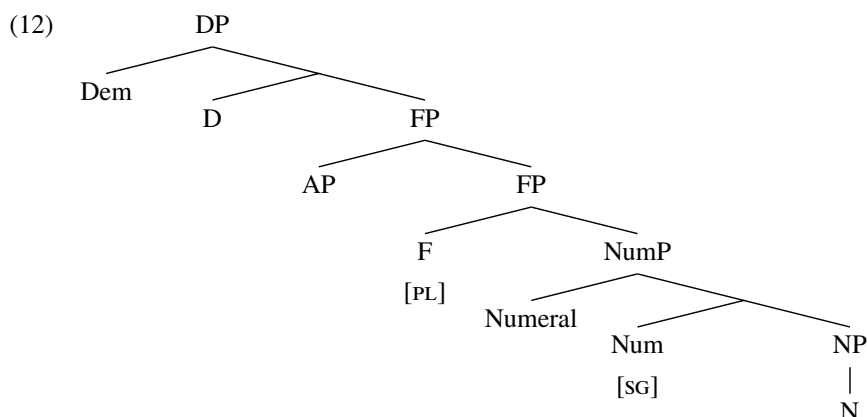 (12) DP
Dem
D FP
AP FP
F NumP
[PL] Numeral
Num NP
[SG] N